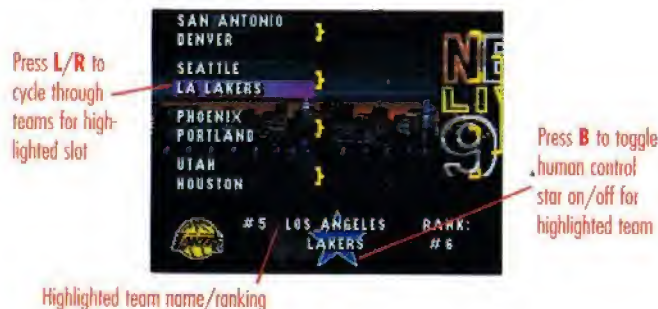 SAN ANTONIO
DENVER
SEATTLE
LA LAKERS
PHOENIX
PORTLAND
UTAH
HOUSTON
Press L/R to
cycle through
teams for high-
lighted slot
Press B to toggle
human control
star on/off for
highlighted team
#5 LOS ANGELES
LAKERS
RANK:
#6
Highlighted team name/ranking